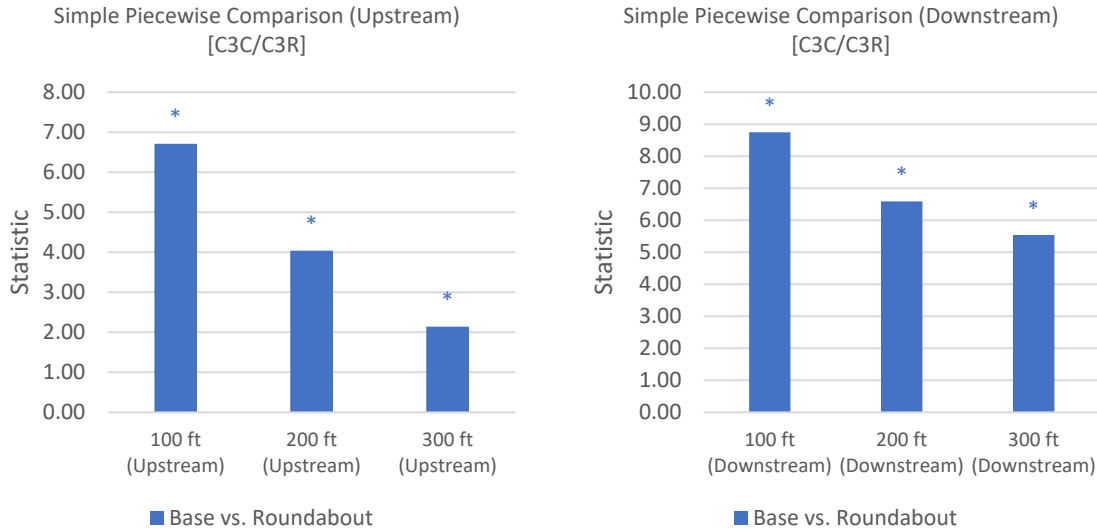 Simple Piecewise Comparison (Upstream)
[C3C/C3R]
8.00
7.00
6.00
5.00
4.00
3.00
2.00
1.00
0.00
Statistic
*
*
*
100 ft
(Upstream)
200 ft
(Upstream)
300 ft
(Upstream)
Base vs. Roundabout
Simple Piecewise Comparison (Downstream)
[C3C/C3R]
10.00
9.00
8.00
7.00
6.00
5.00
4.00
3.00
2.00
1.00
0.00
Statistic
*
*
*
100 ft
(Downstream)
200 ft
(Downstream)
300 ft
(Downstream)
Base vs. Roundabout